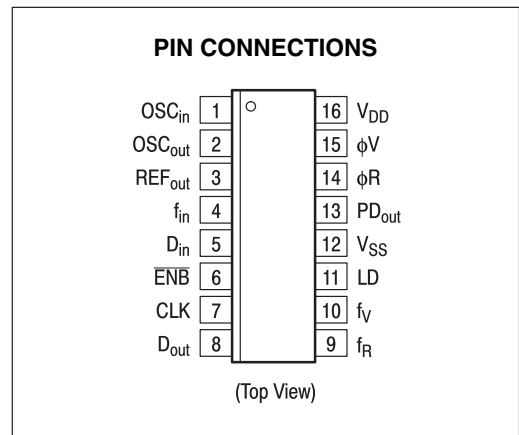 PIN CONNECTIONS
OSCin 1 16 VDD
OSCout 2 15 ϕV
REFout 3 14 ϕR
fin 4 13 PDout
Din 5 12 VSS
E̅N̅B̅ 6 11 LD
CLK 7 10 fV
Dout 8 9 fR
(Top View)